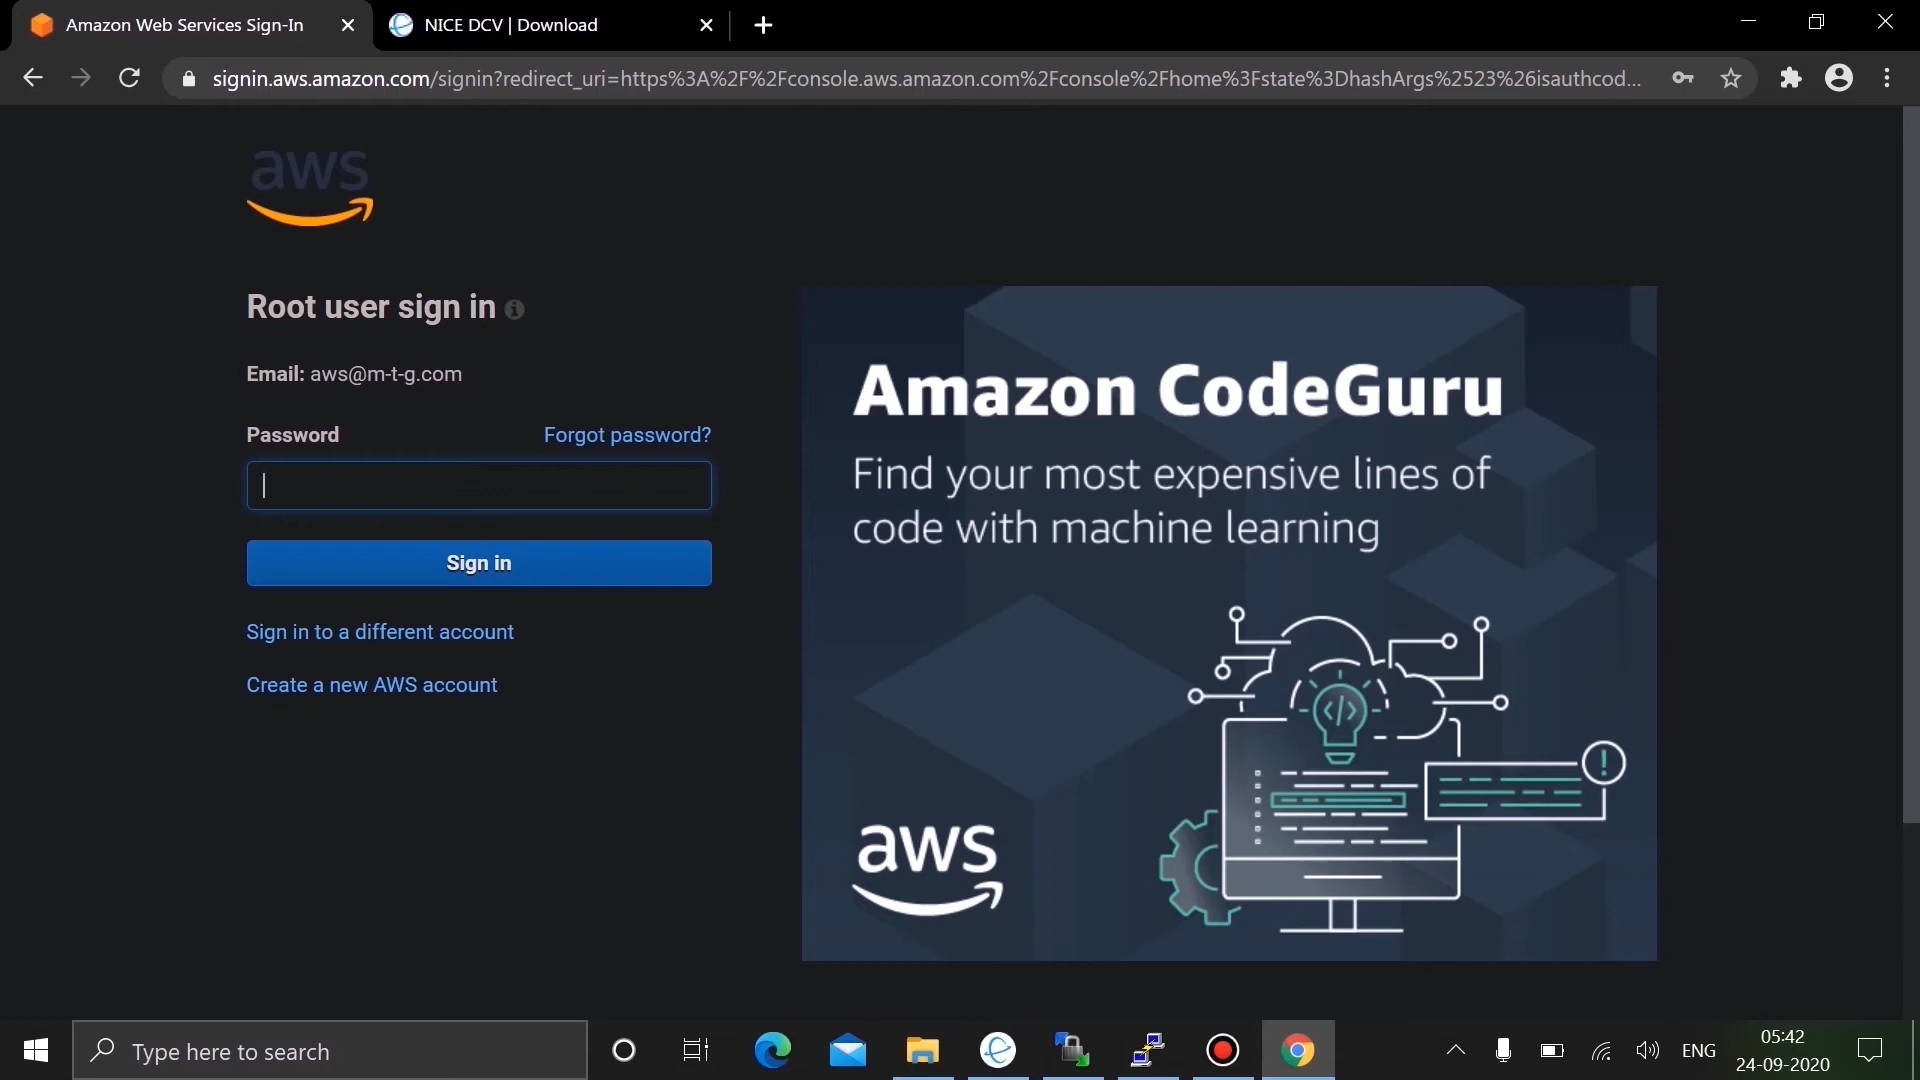 Amazon Web Services Sign-In
NICE DCV | Download
signin.aws.amazon.com/signin?redirect_uri=https%3A%2F%2Fconsole.aws.amazon.com%2Fconsole%2Fhome%3Fstate%3DhashArgs%2523%26isauthcod...
aws
Root user sign in
Email: aws@m-t-g.com
Password
Forgot password?
Sign in
Sign in to a different account
Create a new AWS account
Amazon CodeGuru
Find your most expensive lines of
code with machine learning
aws
Type here to search
ENG
05:42
24-09-2020